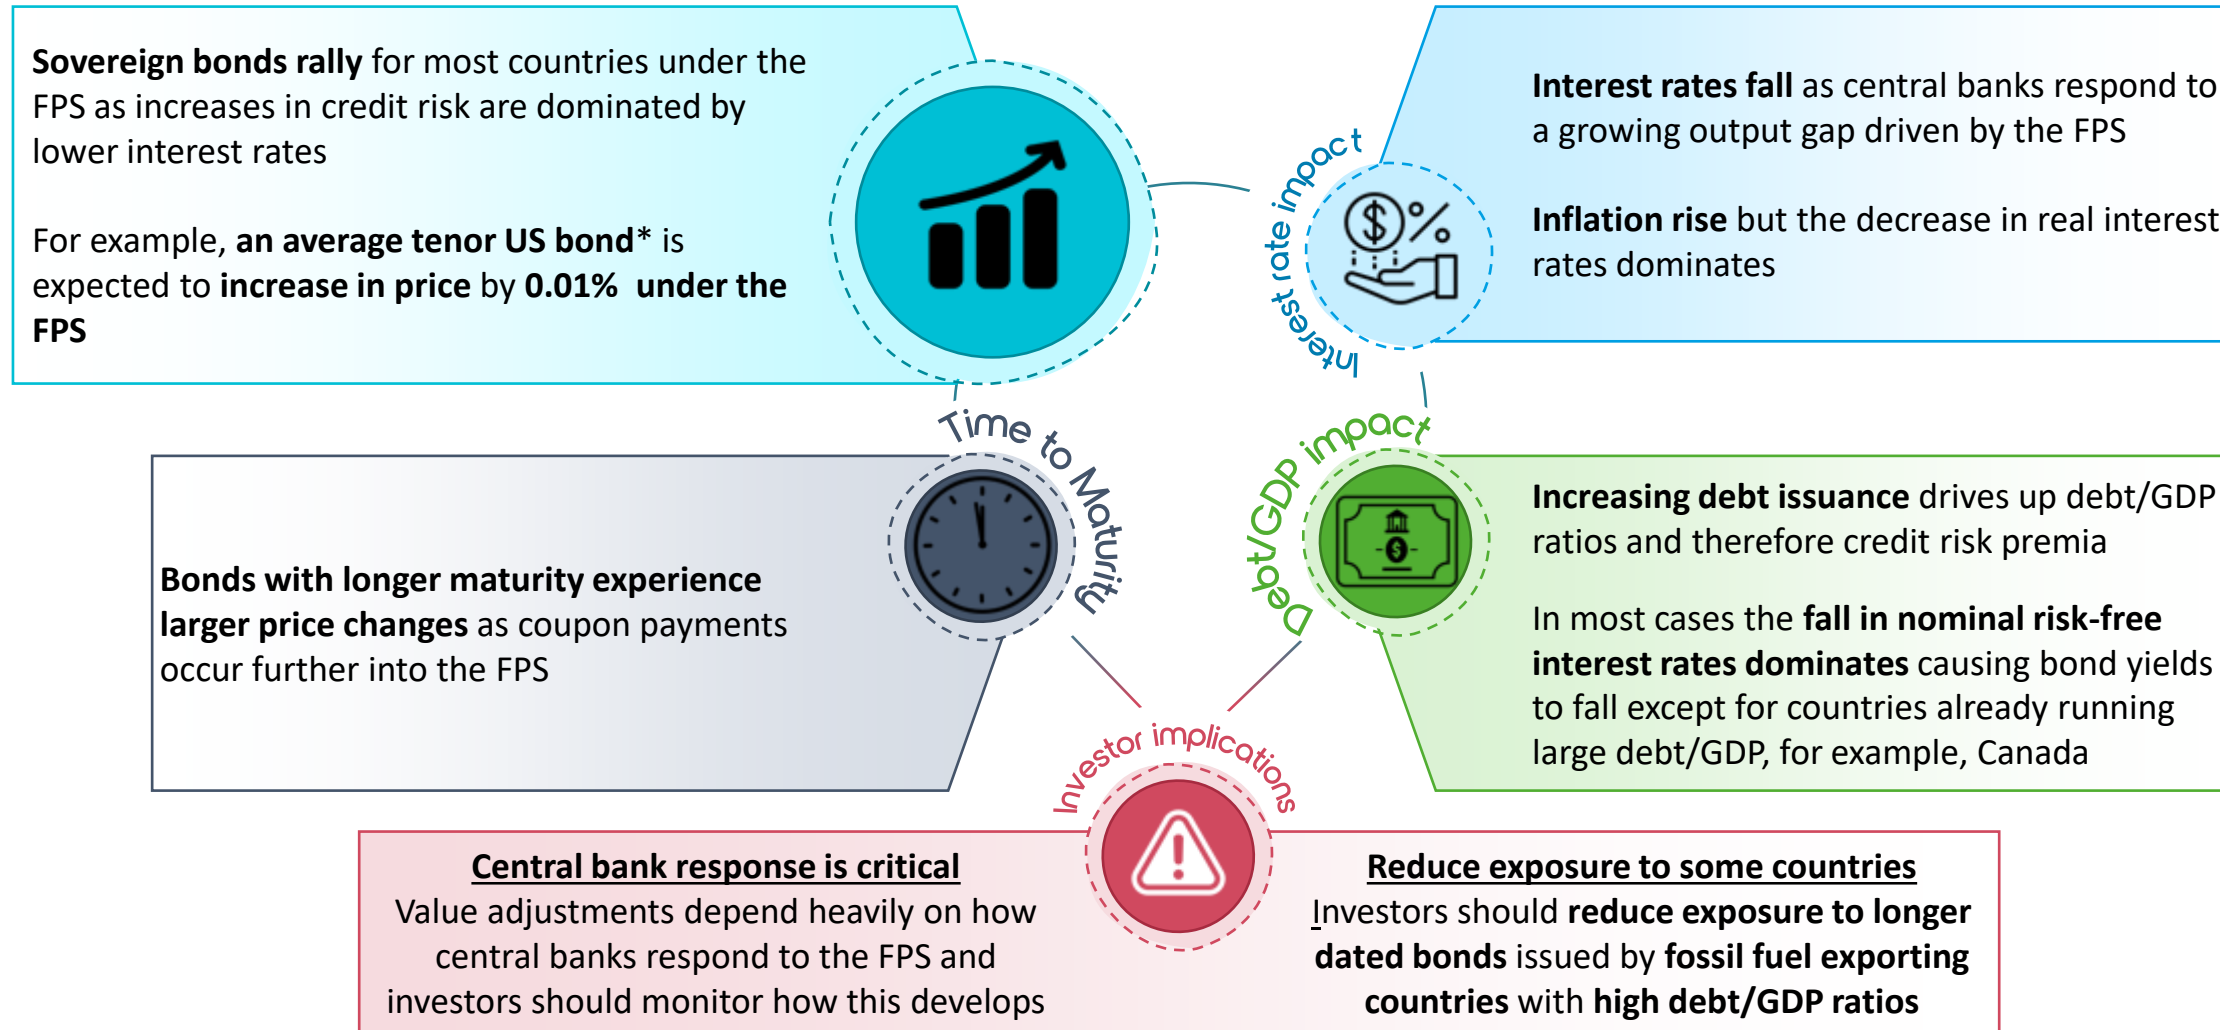 Sovereign bonds rally for most countries under the
FPS as increases in credit risk are dominated by
lower interest rates
For example, an average tenor US bond* is
expected to increase in price by 0.01% under the
FPS
Interest rate impact
Interest rates fall as central banks respond to
a growing output gap driven by the FPS
Inflation rise but the decrease in real interest
rates dominates
Time to Maturity
Bonds with longer maturity experience
larger price changes as coupon payments
occur further into the FPS
Debt/GDP impact
Increasing debt issuance drives up debt/GDP
ratios and therefore credit risk premia
In most cases the fall in nominal risk-free
interest rates dominates causing bond yields
to fall except for countries already running
large debt/GDP, for example, Canada
Investor implications
Central bank response is critical
Value adjustments depend heavily on how
central banks respond to the FPS and
investors should monitor how this develops
Reduce exposure to some countries
Investors should reduce exposure to longer
dated bonds issued by fossil fuel exporting
countries with high debt/GDP ratios